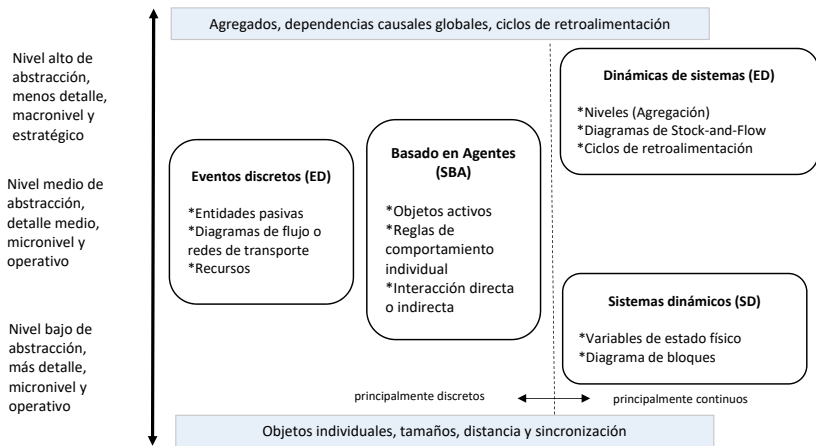 Agregados, dependencias causales globales, ciclos de retroalimentación
Nivel alto de
abstracción,
menos detalle,
macronivel y
estratégico
Dinámicas de sistemas (ED)
*Niveles (Agregación)
*Diagramas de Stock-and-Flow
*Ciclos de retroalimentación
Basado en Agentes
(SBA)
*Objetos activos
*Reglas de
comportamiento
individual
*Interacción directa
o indirecta
Eventos discretos (ED)
*Entidades pasivas
*Diagramas de flujo o
redes de transporte
*Recursos
Nivel medio de
abstracción,
detalle medio,
micronivel y
operativo
Sistemas dinámicos (SD)
*Variables de estado físico
*Diagrama de bloques
Nivel bajo de
abstracción,
más detalle,
micronivel y
operativo
principalmente discretos
principalmente continuos
Objetos individuales, tamaños, distancia y sincronización